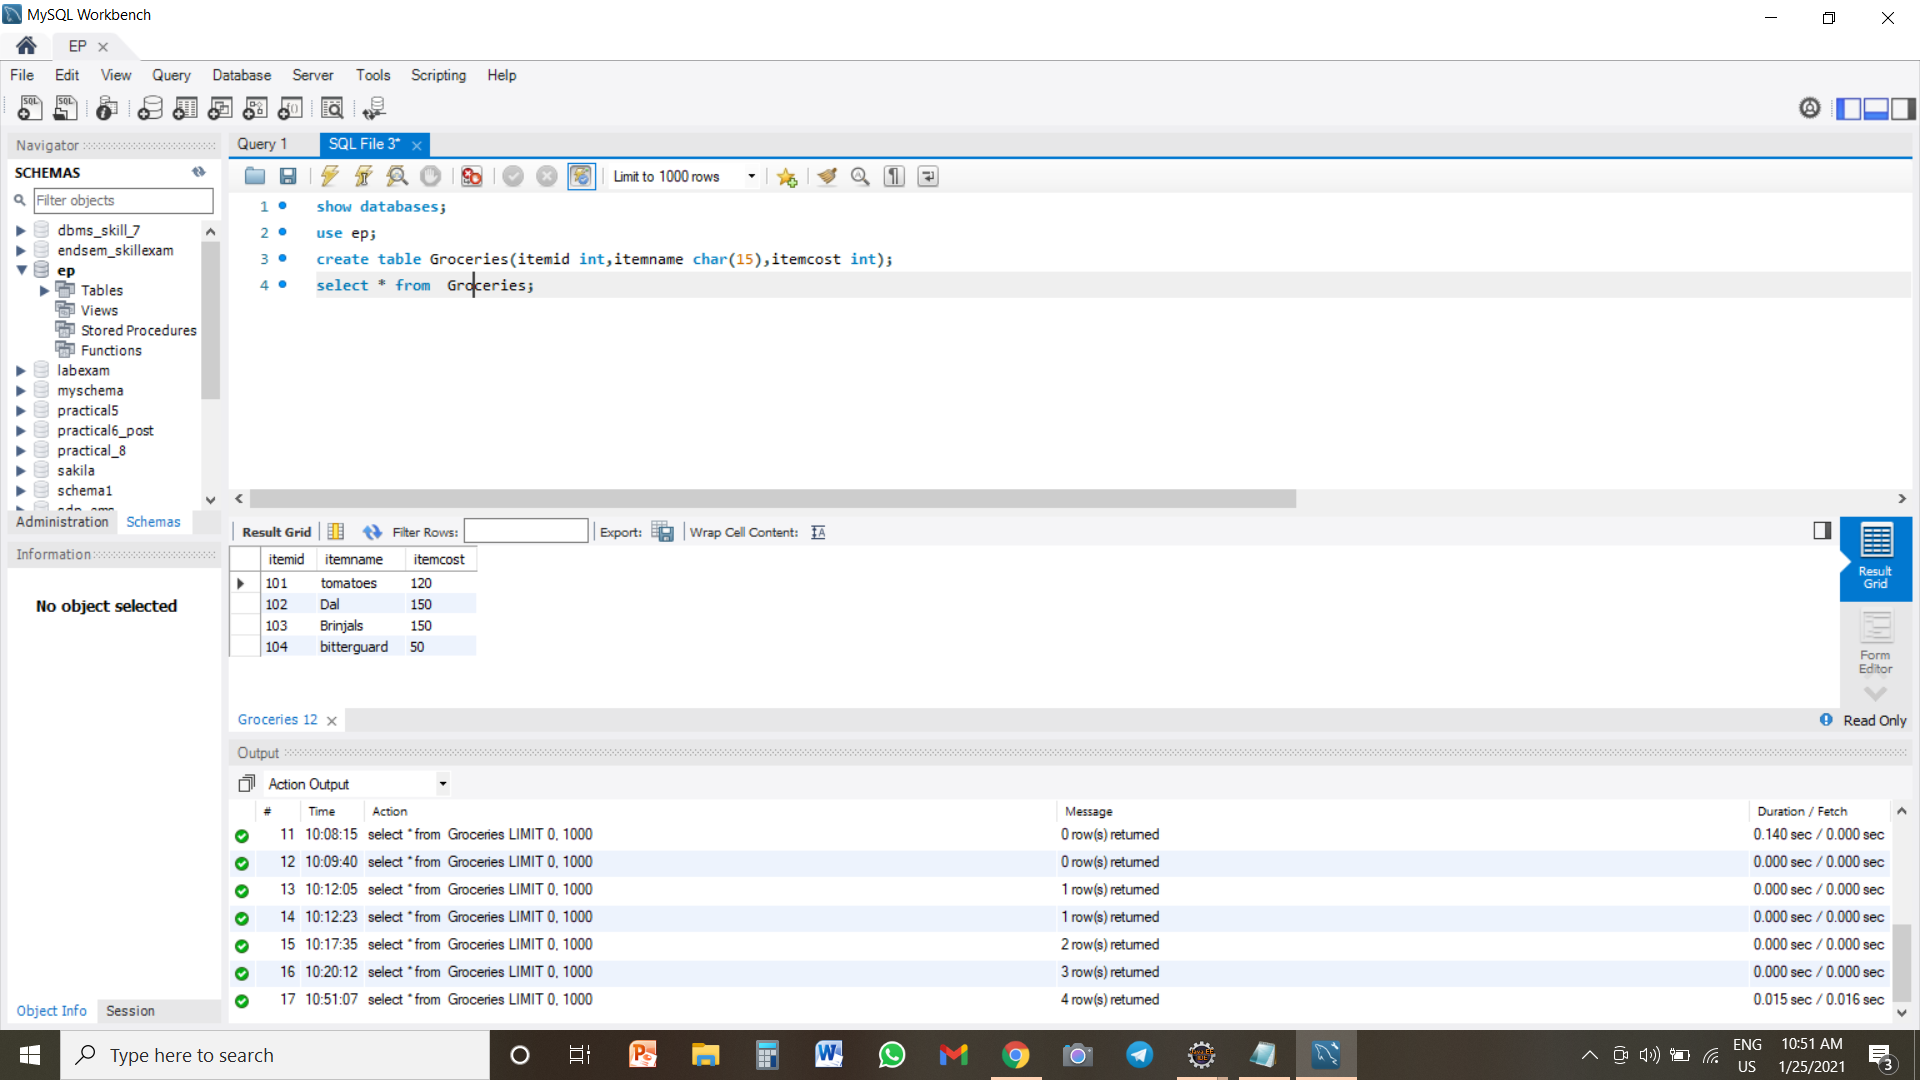 MySQL Workbench
EP
File Edit View Query Database Server Tools Scripting Help
Navigator
SCHEMAS
Filter objects
dbms_skill_7
endsem_skillexam
ep
Tables
Views
Stored Procedures
Functions
labexam
myschema
practical5
practical6_post
practical_8
sakila
schema1
Administration Schemas
Information
No object selected
Object Info Session
Query 1 SQL File 3*
Limit to 1000 rows
1 show databases;
2 use ep;
3 create table Groceries(itemid int,itemname char(15),itemcost int);
4 select * from  Groceries;
Result Grid Filter Rows: Export: Wrap Cell Content:
itemid itemname itemcost
101 tomatoes 120
102 Dal 150
103 Brinjals 150
104 bitterguard 50
Result Grid
Form Editor
Groceries 12
Read Only
Output
Action Output
# Time Action Message Duration / Fetch
11 10:08:15 select * from  Groceries LIMIT 0, 1000 0 row(s) returned 0.140 sec / 0.000 sec
12 10:09:40 select * from  Groceries LIMIT 0, 1000 0 row(s) returned 0.000 sec / 0.000 sec
13 10:12:05 select * from  Groceries LIMIT 0, 1000 1 row(s) returned 0.000 sec / 0.000 sec
14 10:12:23 select * from  Groceries LIMIT 0, 1000 1 row(s) returned 0.000 sec / 0.000 sec
15 10:17:35 select * from  Groceries LIMIT 0, 1000 2 row(s) returned 0.000 sec / 0.000 sec
16 10:20:12 select * from  Groceries LIMIT 0, 1000 3 row(s) returned 0.000 sec / 0.000 sec
17 10:51:07 select * from  Groceries LIMIT 0, 1000 4 row(s) returned 0.015 sec / 0.016 sec
Type here to search
ENG US
10:51 AM
1/25/2021
3